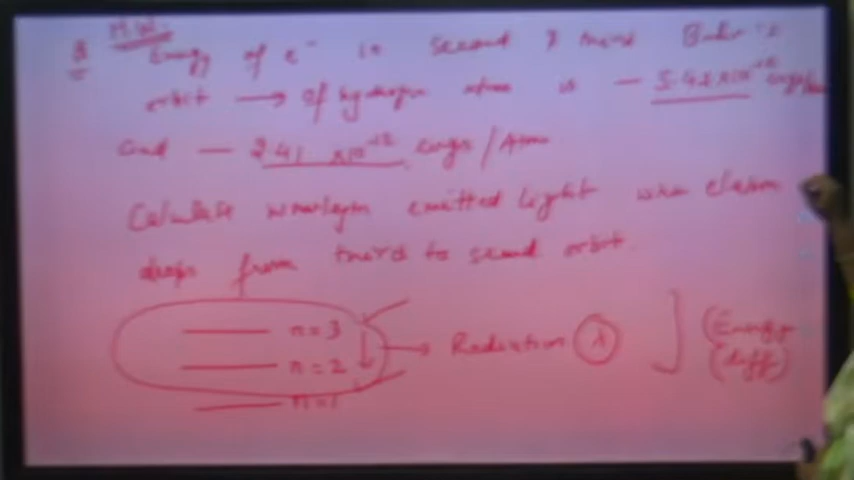 H.W.
Q Energy of e⁻ in second & third Bohr's
orbit → of hydrogen atom is - 5.42×10⁻¹² ergs/
and - 2.41 ×10⁻¹² ergs / Atom
Calculate wavelength emitted light when electron
drops from third to second orbit
n=3
n=2 → Radiation λ ] (Energy
(diff)
n=1